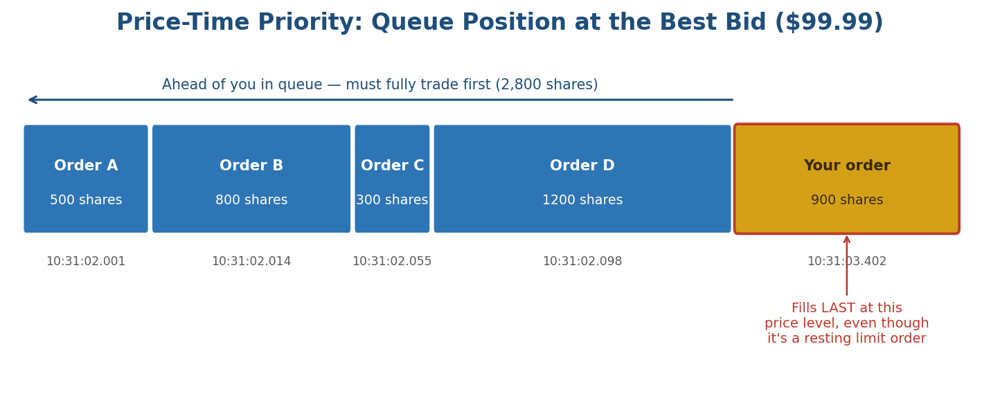 Price-Time Priority: Queue Position at the Best Bid ($99.99)
Ahead of you in queue — must fully trade first (2,800 shares)
Order A
500 shares
10:31:02.001
Order B
800 shares
10:31:02.014
Order C
300 shares
10:31:02.055
Order D
1200 shares
10:31:02.098
Your order
900 shares
10:31:03.402
Fills LAST at this
price level, even though
it's a resting limit order